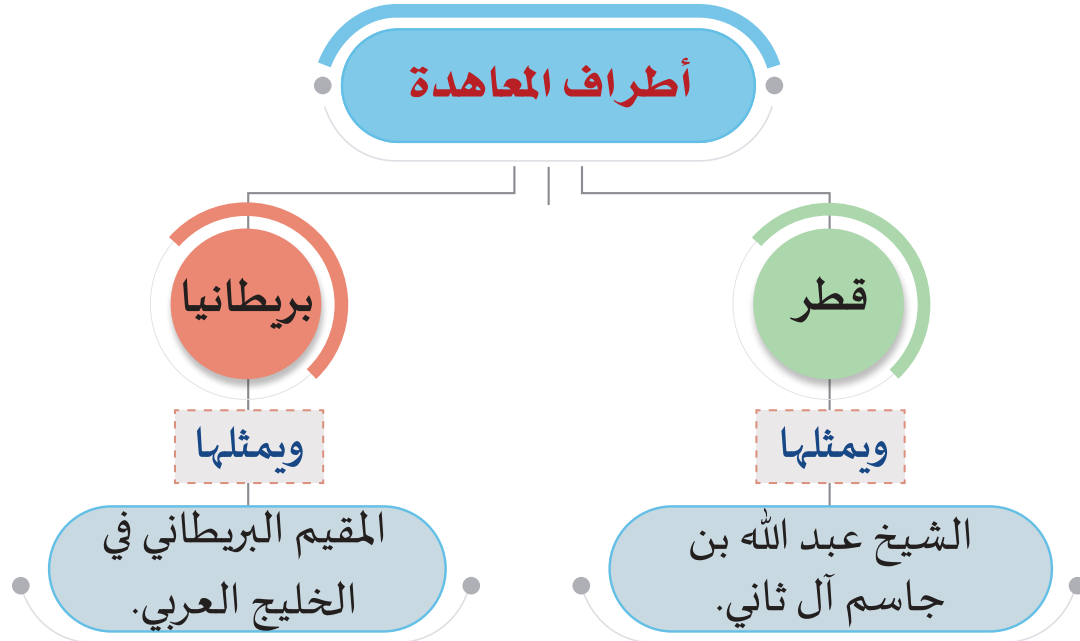 أطراف المعاهدة
قطر
ويمثلها
الشيخ عبد الله بن
جاسم آل ثاني.
بريطانيا
ويمثلها
المقيم البريطاني في
الخليج العربي.